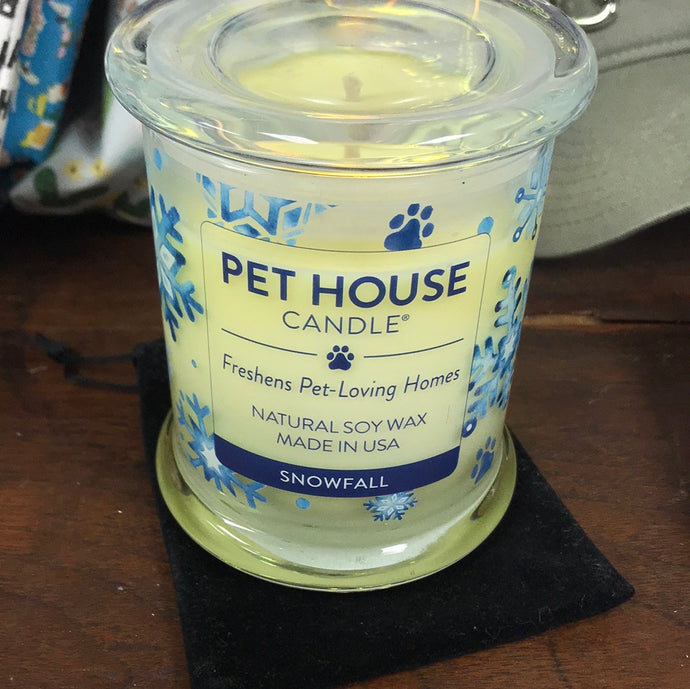 PET HOUSE
CANDLE®
Freshens Pet-Loving Homes
NATURAL SOY WAX
MADE IN USA
SNOWFALL